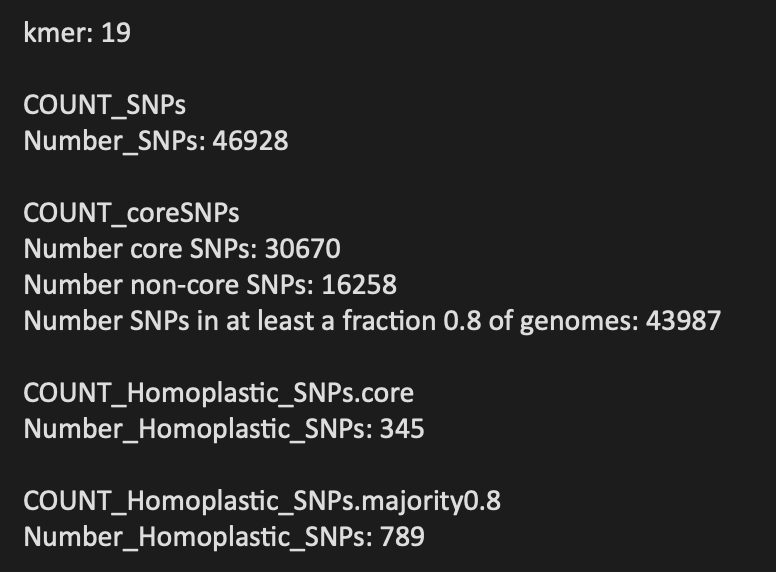 kmer: 19
COUNT_SNPs
Number_SNPs: 46928
COUNT_coreSNPs
Number core SNPs: 30670
Number non-core SNPs: 16258
Number SNPs in at least a fraction 0.8 of genomes: 43987
COUNT_Homoplastic_SNPs.core
Number_Homoplastic_SNPs: 345
COUNT_Homoplastic_SNPs.majority0.8
Number_Homoplastic_SNPs: 789